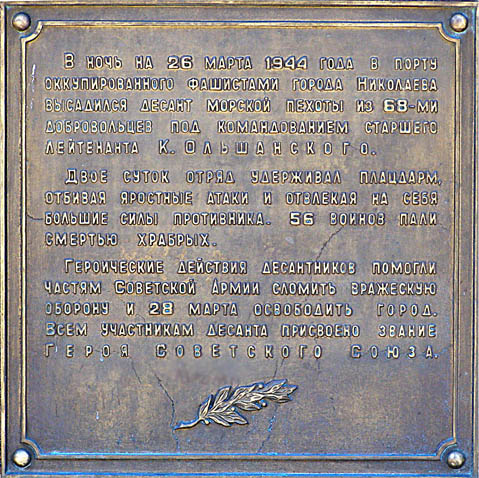 В ночь на 26 марта 1944 года в порту
оккупированного фашистами города Николаева
высадился десант морской пехоты из 68-ми
добровольцев под командованием старшего
лейтенанта К. Ольшанского.
Двое суток отряд удерживал плацдарм,
отбивая яростные атаки и отвлекая на себя
большие силы противника. 56 воинов пали
смертью храбрых.
Героические действия десантников помогли
частям Советской Армии сломить вражескую
оборону и 28 марта освободить город.
Всем участникам десанта присвоено звание
Героя Советского Союза.